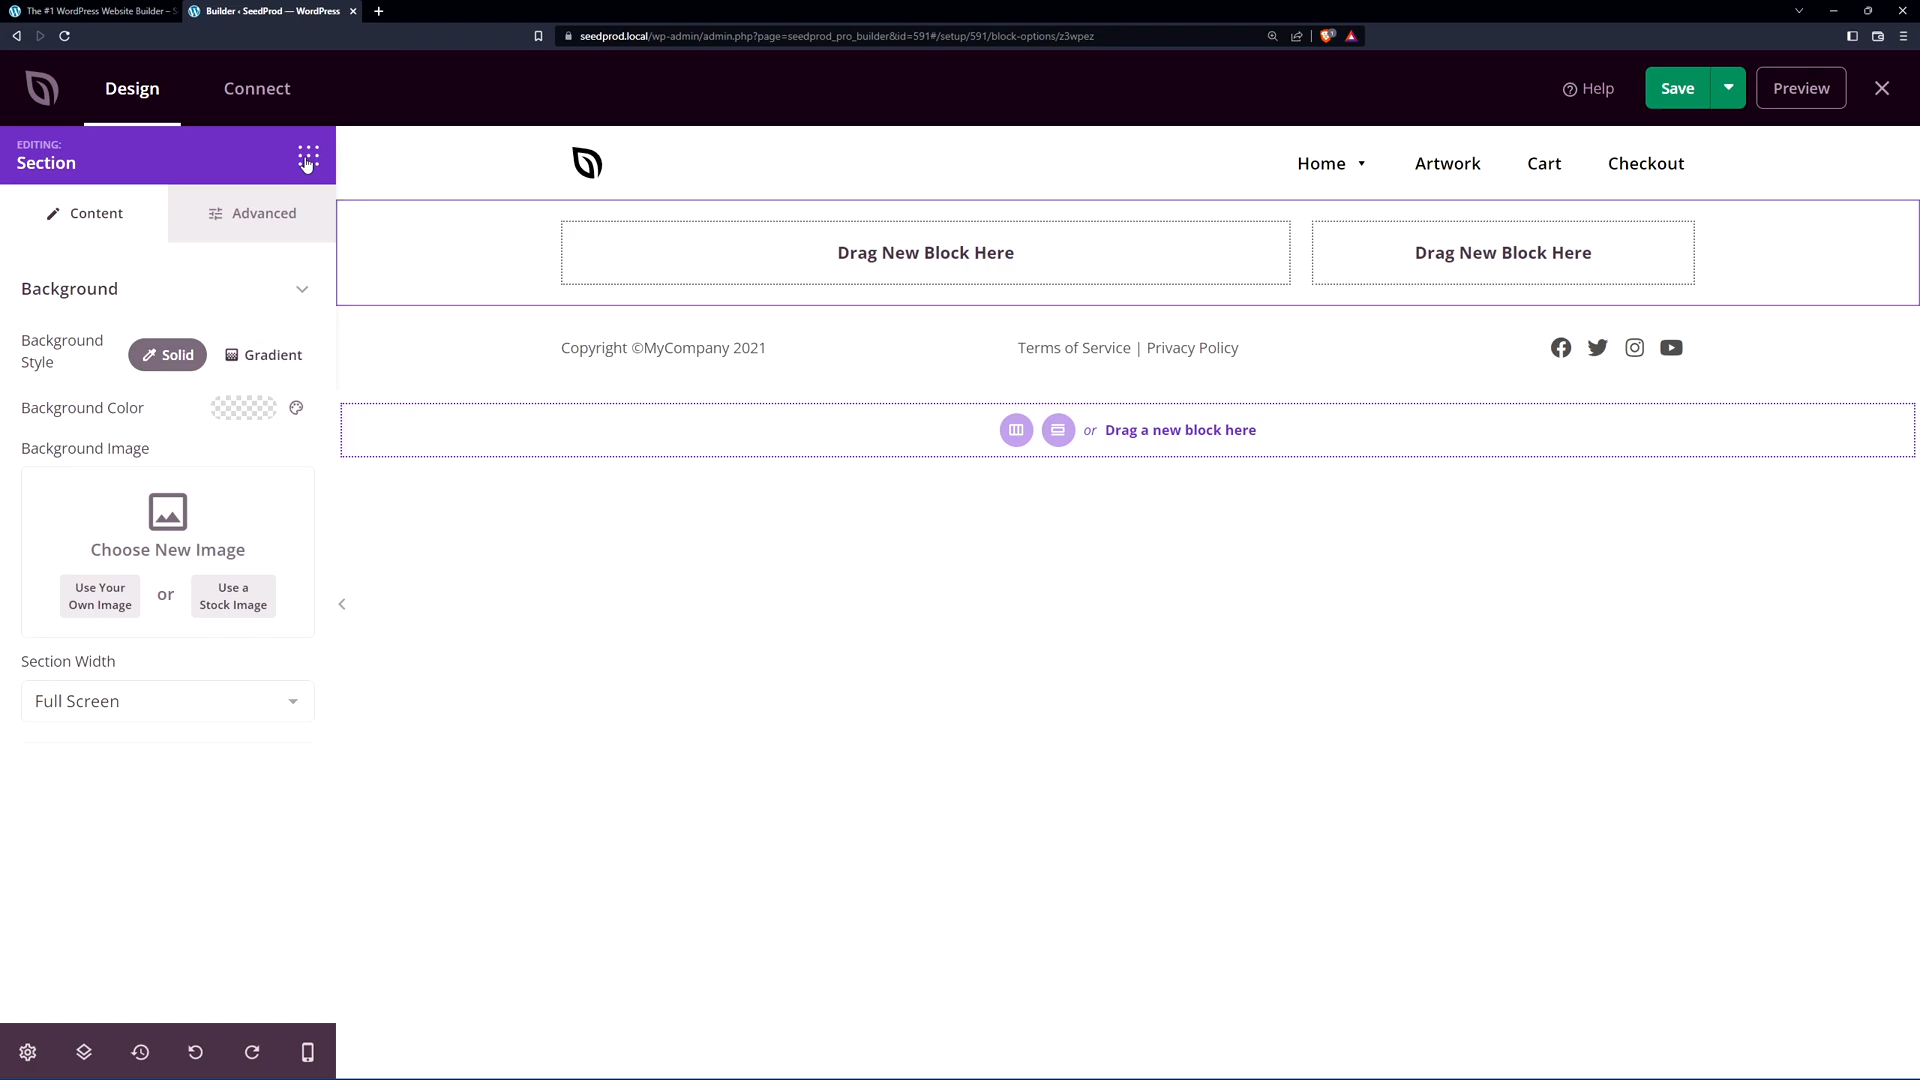 The #1 WordPress Website Builder –
Builder ‹ SeedProd — WordPress
seedprod.local/wp-admin/admin.php?page=seedprod_pro_builder&id=591#/setup/591/block-options/z3wpez
1
Design
Connect
Help
Save
Preview
EDITING:
Section
Content
Advanced
Background
Background
Style
Solid
Gradient
Background Color
Background Image
Choose New Image
Use Your
Own Image
or
Use a
Stock Image
Section Width
Full Screen
Home
Artwork
Cart
Checkout
Drag New Block Here
Drag New Block Here
Copyright ©MyCompany 2021
Terms of Service | Privacy Policy
or Drag a new block here